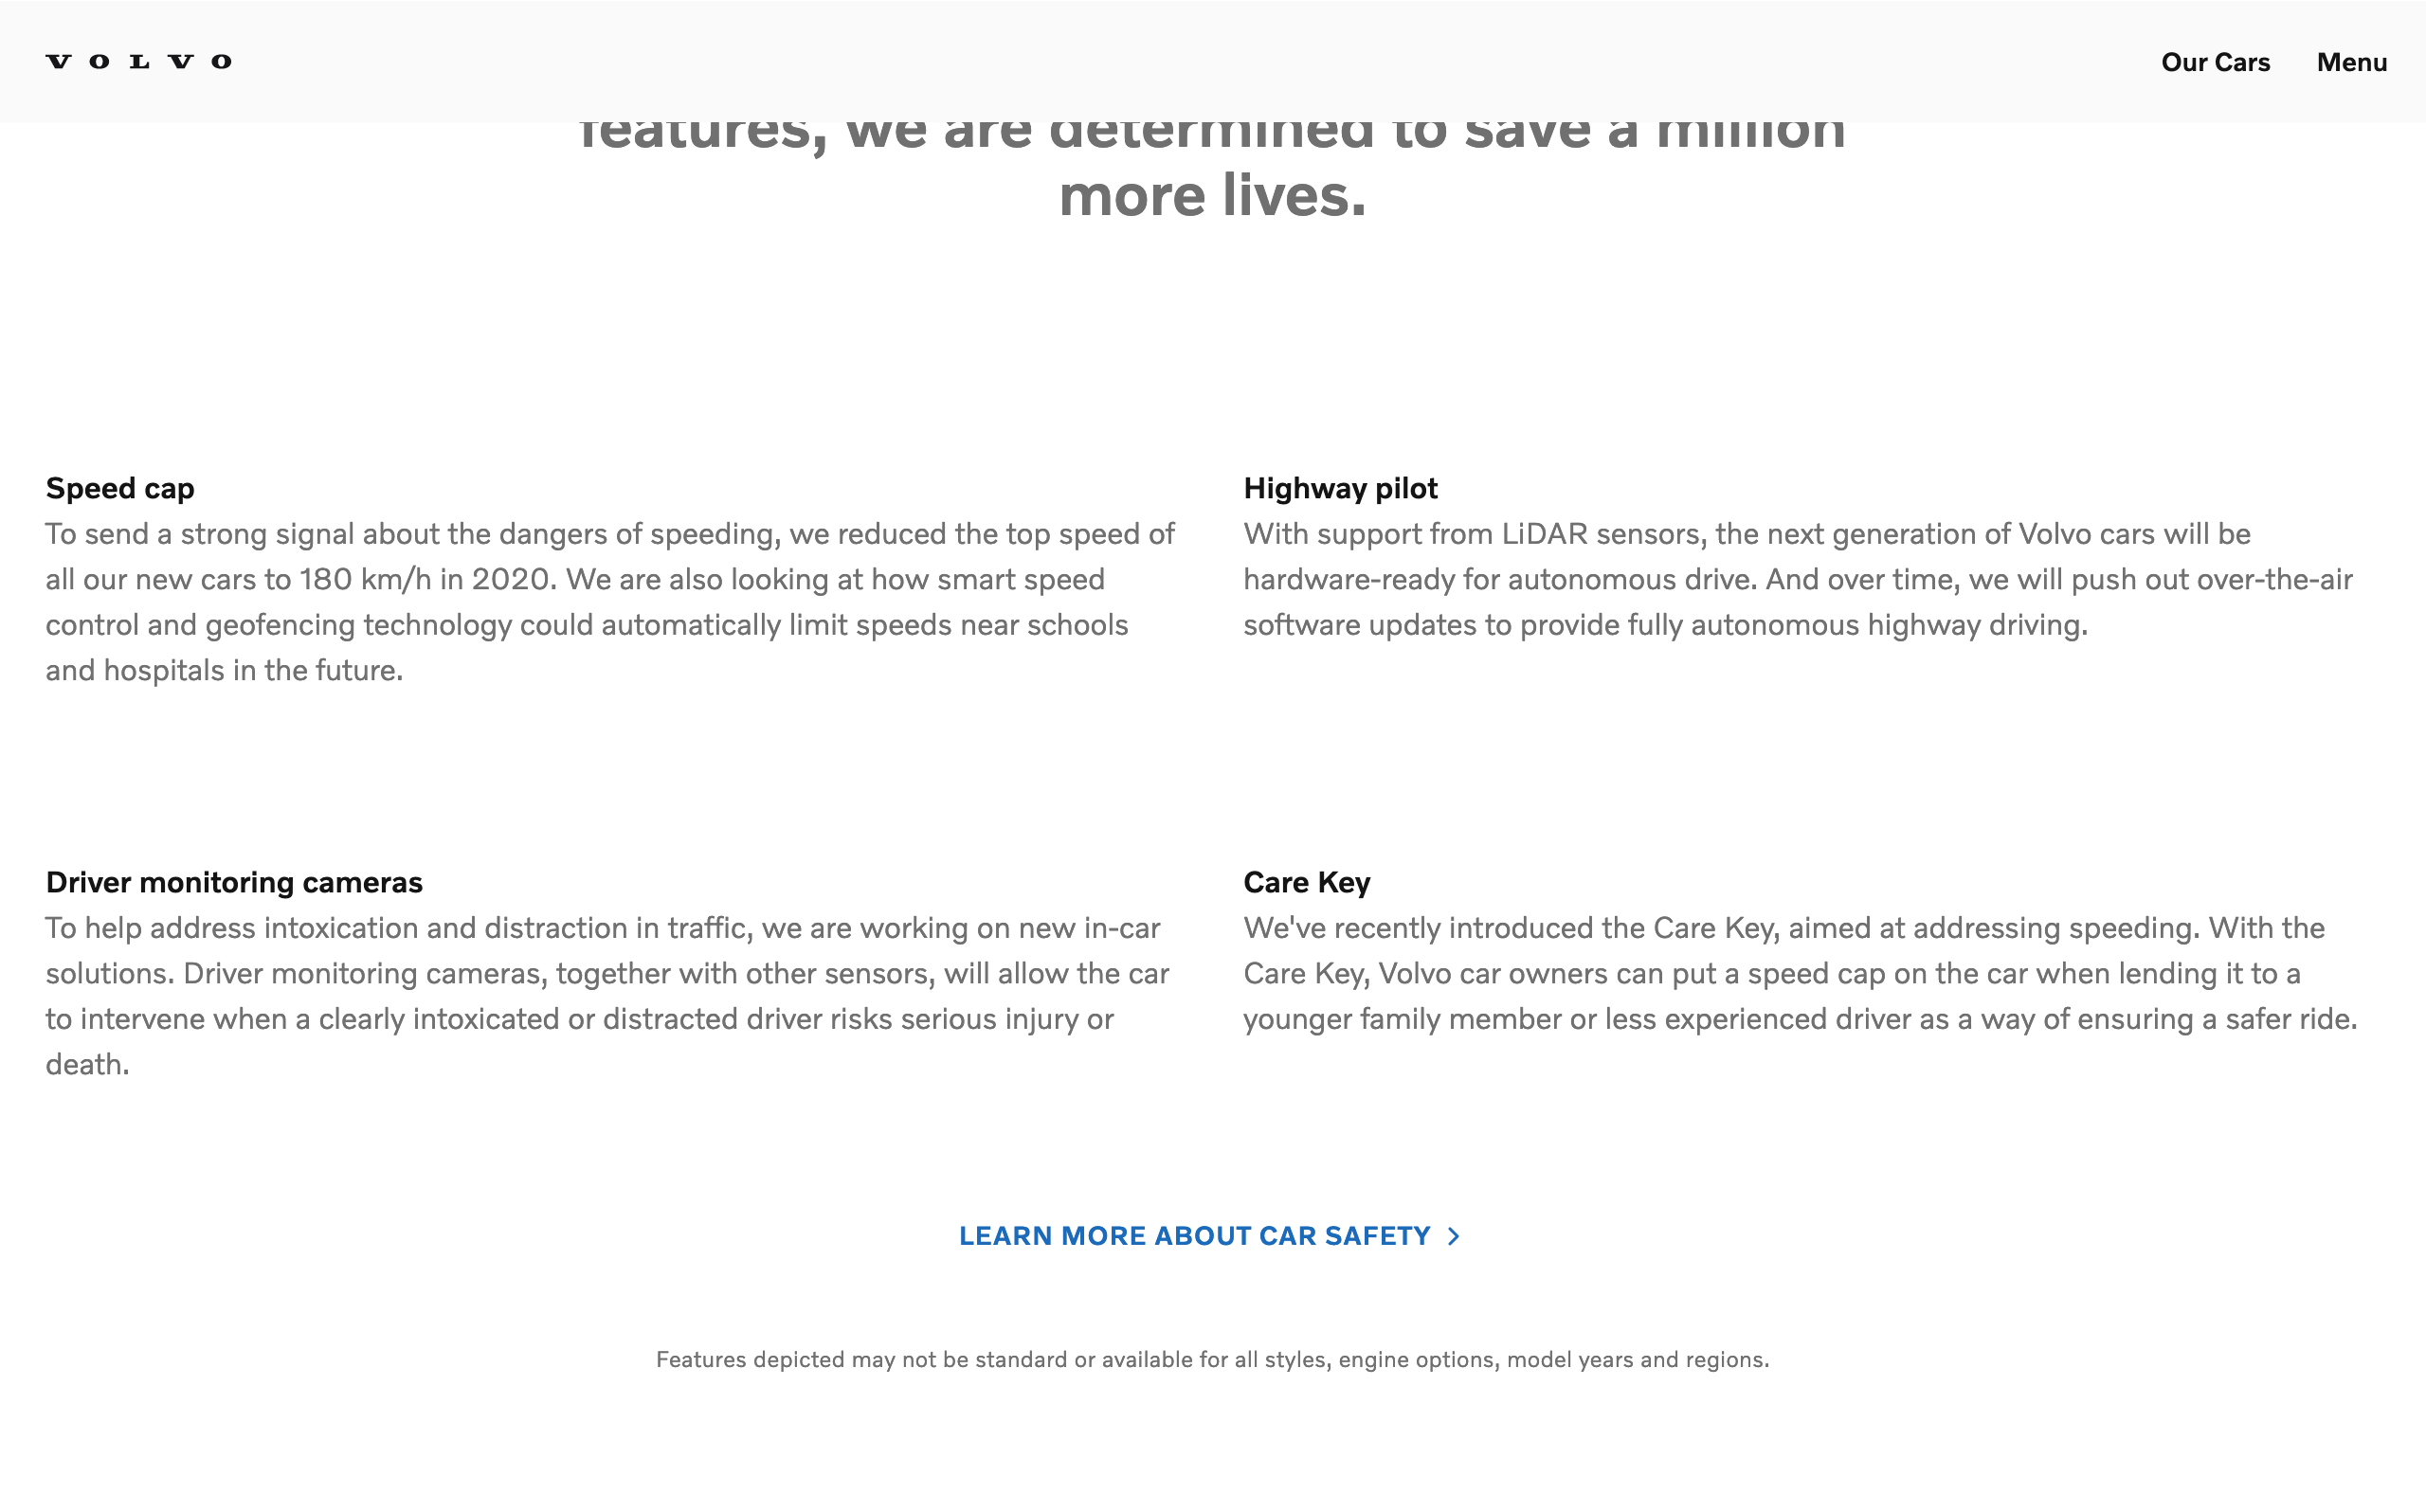 VOLVO
Our Cars
Menu
features, we are determined to save a million
more lives.
Speed cap
To send a strong signal about the dangers of speeding, we reduced the top speed of
all our new cars to 180 km/h in 2020. We are also looking at how smart speed
control and geofencing technology could automatically limit speeds near schools
and hospitals in the future.
Highway pilot
With support from LiDAR sensors, the next generation of Volvo cars will be
hardware-ready for autonomous drive. And over time, we will push out over-the-air
software updates to provide fully autonomous highway driving.
Driver monitoring cameras
To help address intoxication and distraction in traffic, we are working on new in-car
solutions. Driver monitoring cameras, together with other sensors, will allow the car
to intervene when a clearly intoxicated or distracted driver risks serious injury or
death.
Care Key
We've recently introduced the Care Key, aimed at addressing speeding. With the
Care Key, Volvo car owners can put a speed cap on the car when lending it to a
younger family member or less experienced driver as a way of ensuring a safer ride.
LEARN MORE ABOUT CAR SAFETY
Features depicted may not be standard or available for all styles, engine options, model years and regions.